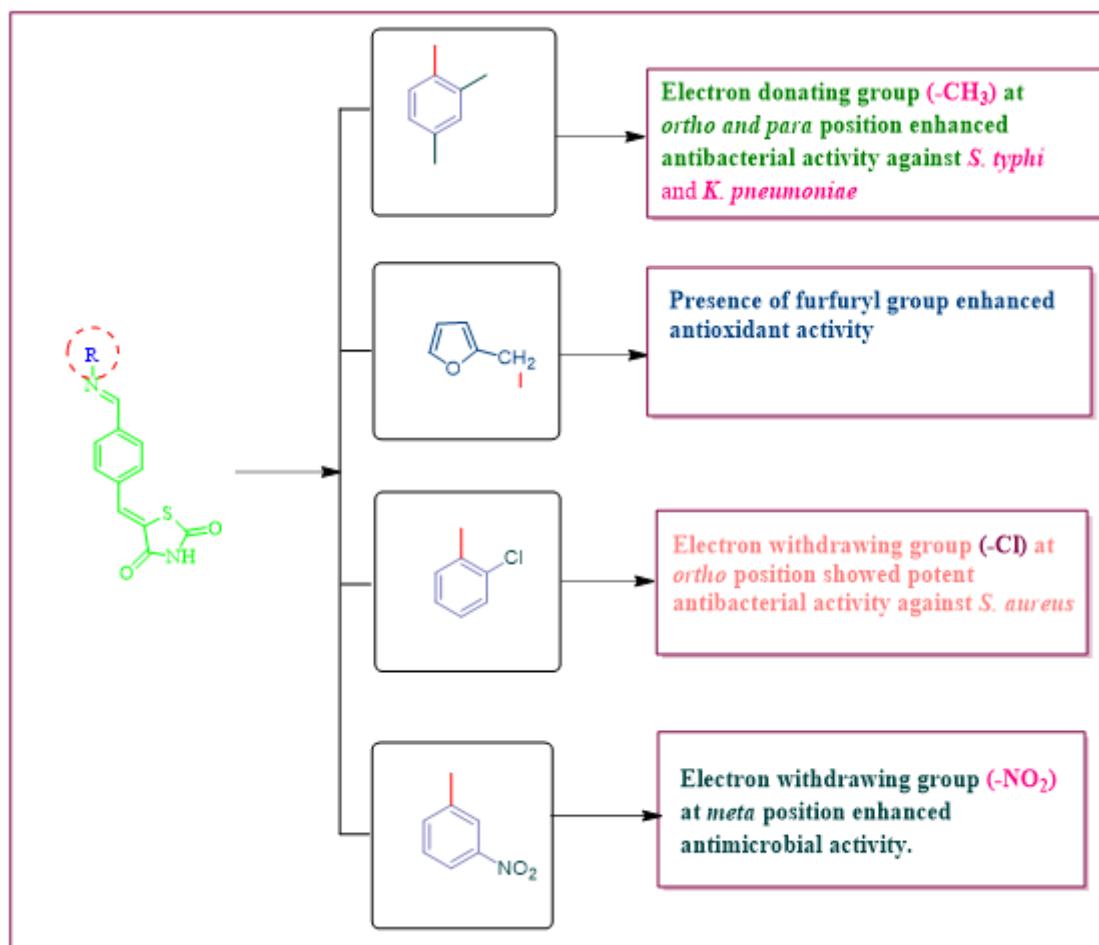 Electron donating group (-CH₃) at
ortho and para position enhanced
antibacterial activity against S. typhi
and K. pneumoniae
O
CH₂
Presence of furfuryl group enhanced
antioxidant activity
R
N
S
O
NH
O
Cl
Electron withdrawing group (-Cl) at
ortho position showed potent
antibacterial activity against S. aureus
NO₂
Electron withdrawing group (-NO₂)
at meta position enhanced
antimicrobial activity.